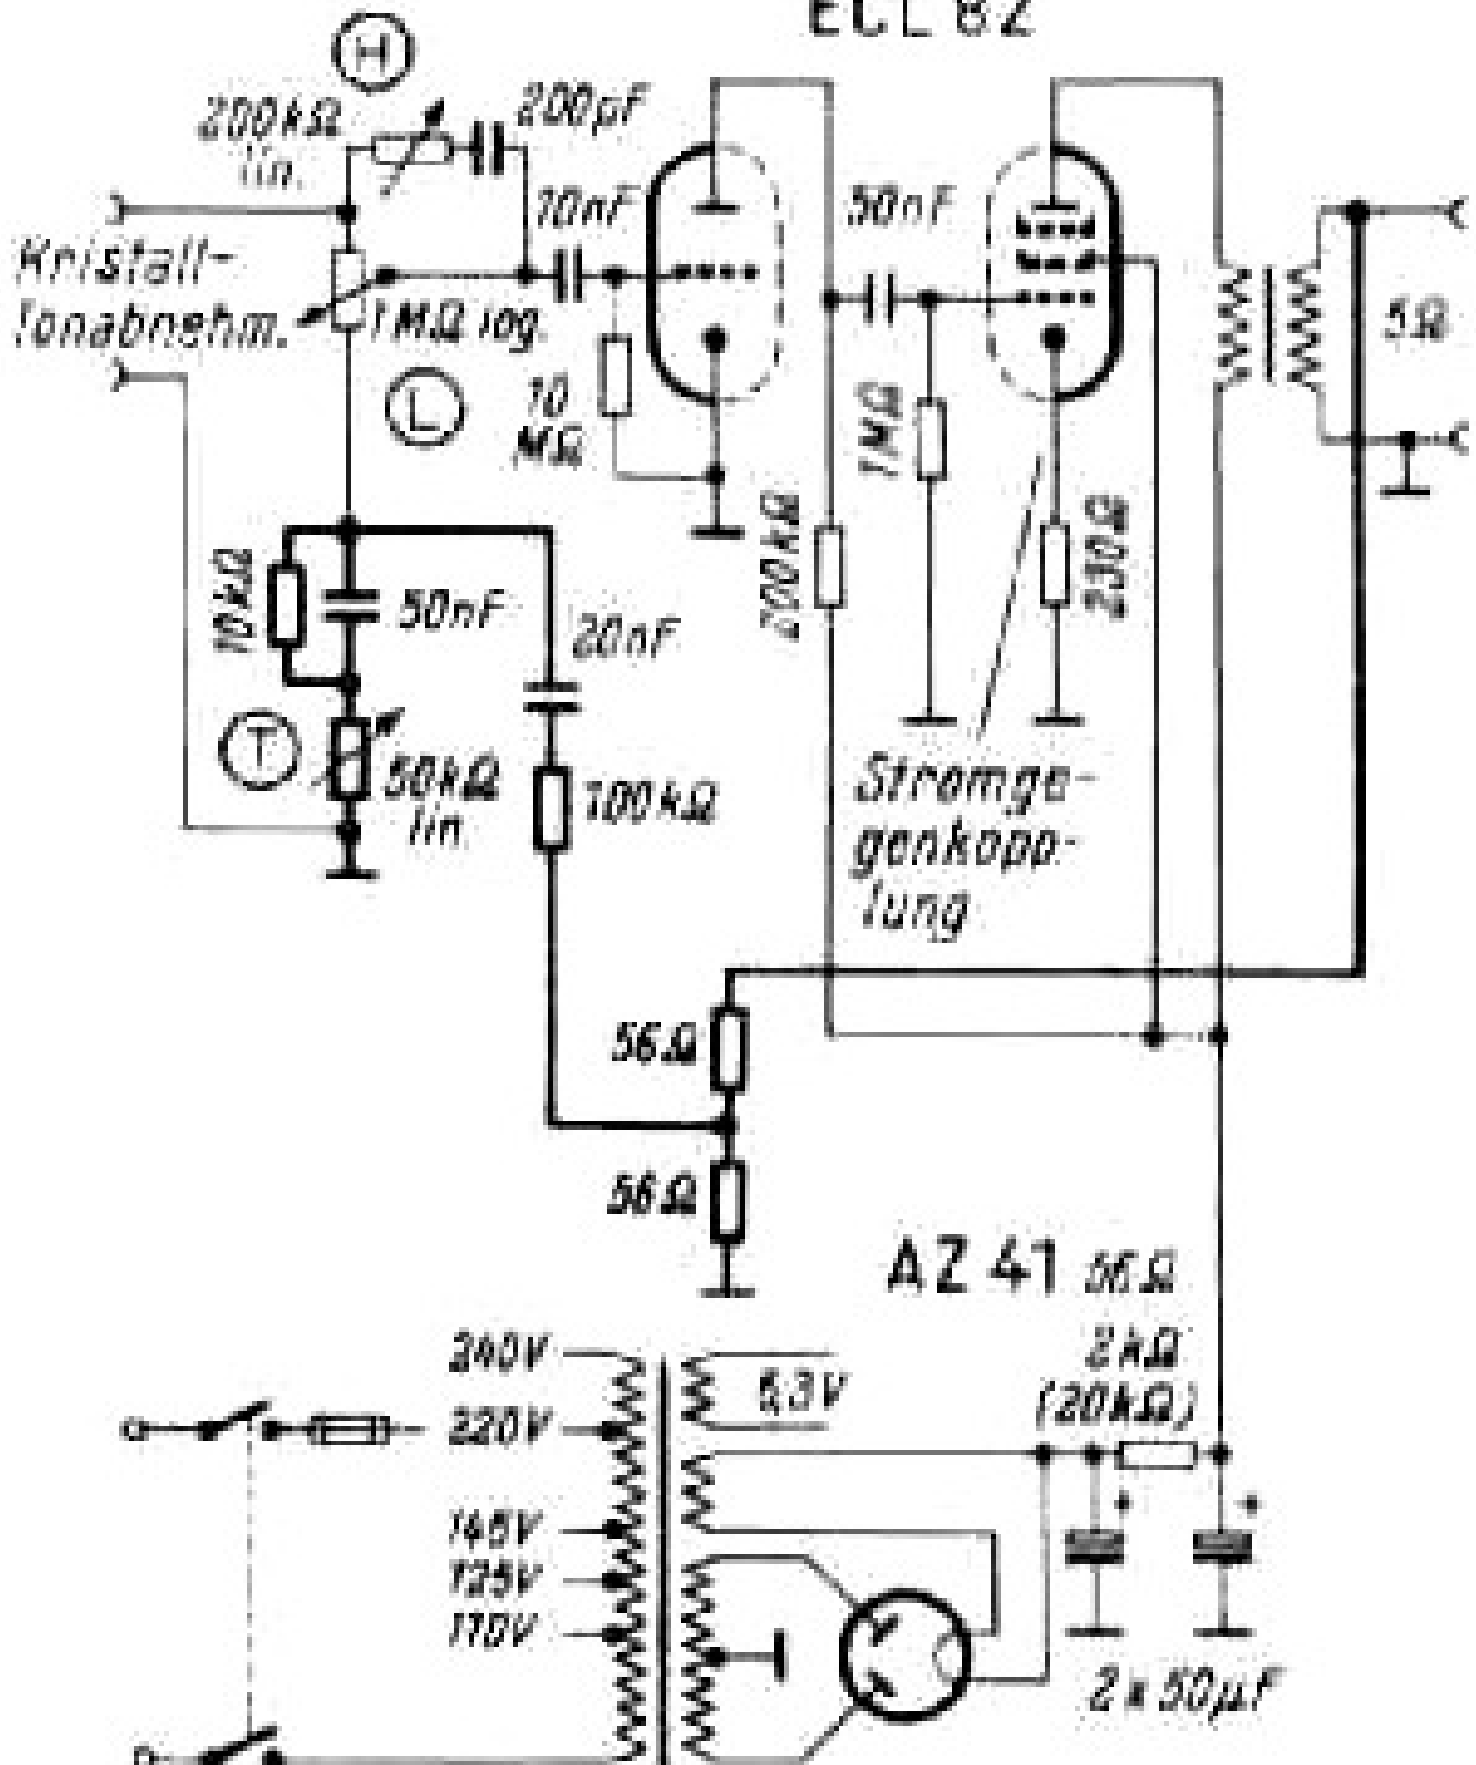 ECL 82
H
200kΩ
lin.
200pF
10nF
50nF
Kristall-
Tonabnehm.
1MΩ log.
L
10
MΩ
1MΩ
200kΩ
230Ω
5Ω
10kΩ
50nF
20nF
T
50kΩ
lin.
100kΩ
Stromge-
genkopp-
lung
56Ω
56Ω
AZ 41
56Ω
2kΩ
(20kΩ)
240V
6,3V
220V
145V
125V
110V
2x50μF